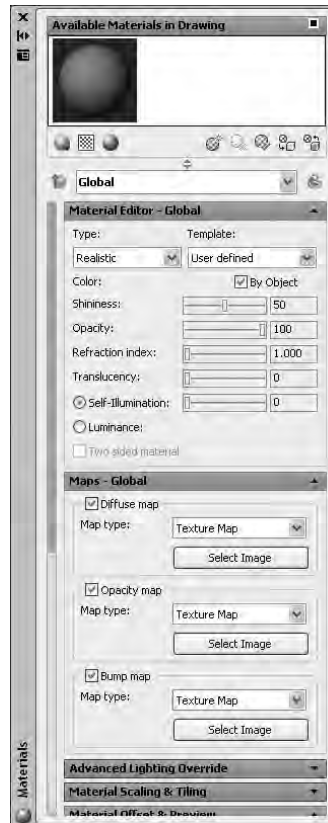 Available Materials in Drawing
Global
Material Editor - Global
Type: Template:
Realistic User defined
Color: By Object
Shininess: 50
Opacity: 100
Refraction index: 1.000
Translucency: 0
Self-Illumination: 0
Luminance:
Two sided material
Maps - Global
Diffuse map
Map type: Texture Map
Select Image
Opacity map
Map type: Texture Map
Select Image
Bump map
Map type: Texture Map
Select Image
Advanced Lighting Override
Material Scaling & Tiling
Material Offset & Preview
Materials